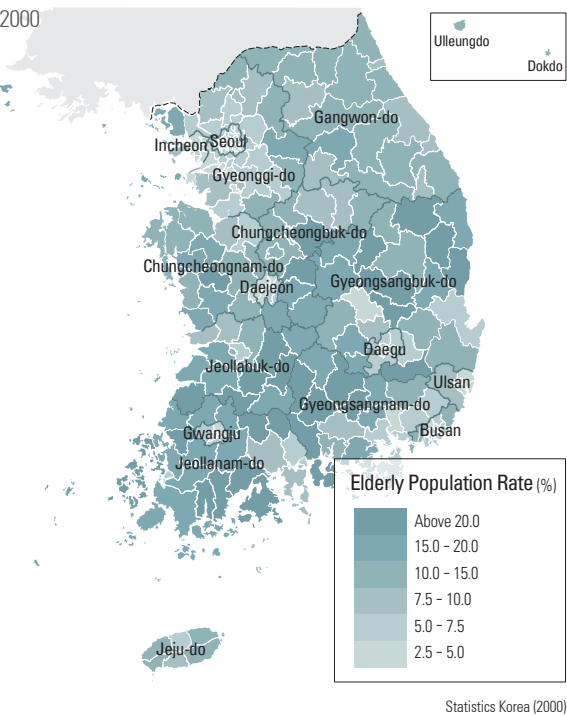 2000
Ulleungdo
Dokdo
Gangwon-do
Incheon
Seoul
Gyeonggi-do
Chungcheongbuk-do
Chungcheongnam-do
Daejeon
Gyeongsangbuk-do
Daegu
Jeollabuk-do
Ulsan
Gyeongsangnam-do
Busan
Gwangju
Jeollanam-do
Jeju-do
Elderly Population Rate (%)
Above 20.0
15.0 - 20.0
10.0 - 15.0
7.5 - 10.0
5.0 - 7.5
2.5 - 5.0
Statistics Korea (2000)